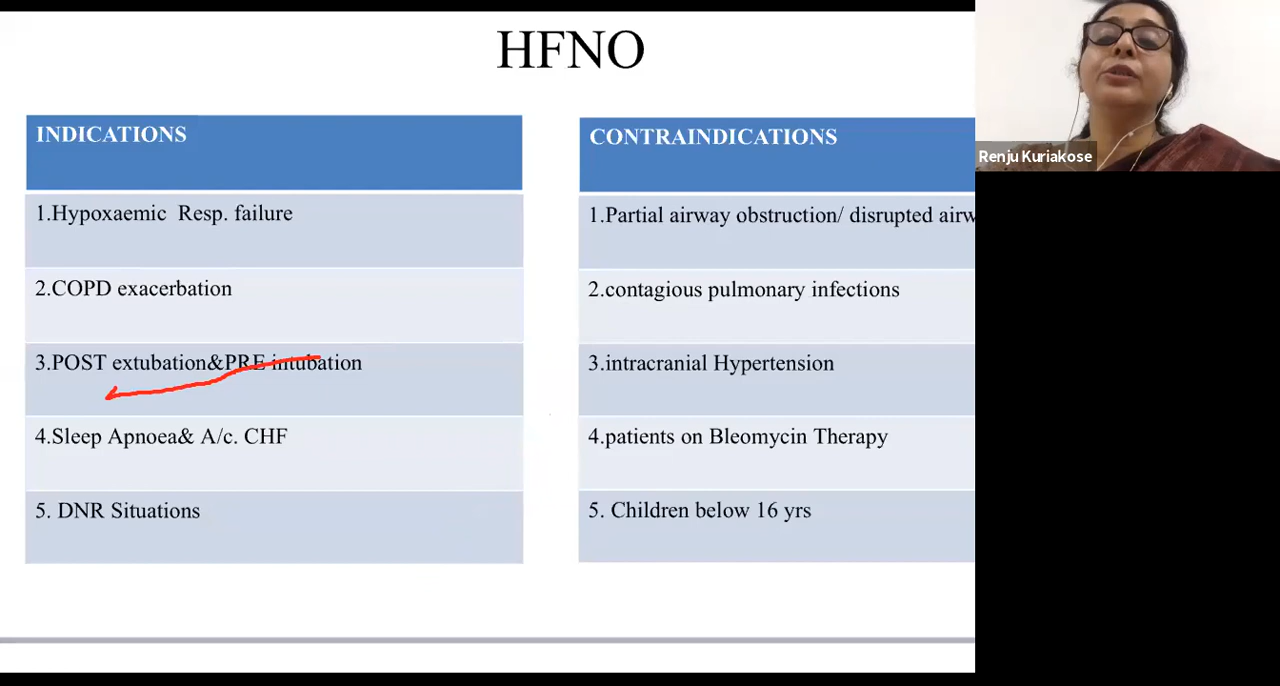 HFNO
INDICATIONS
1.Hypoxaemic Resp. failure
2.COPD exacerbation
3.POST extubation&PRE intubation
4.Sleep Apnoea& A/c. CHF
5. DNR Situations
CONTRAINDICATIONS
1.Partial airway obstruction/ disrupted airw
2.contagious pulmonary infections
3.intracranial Hypertension
4.patients on Bleomycin Therapy
5. Children below 16 yrs
Renju Kuriakose